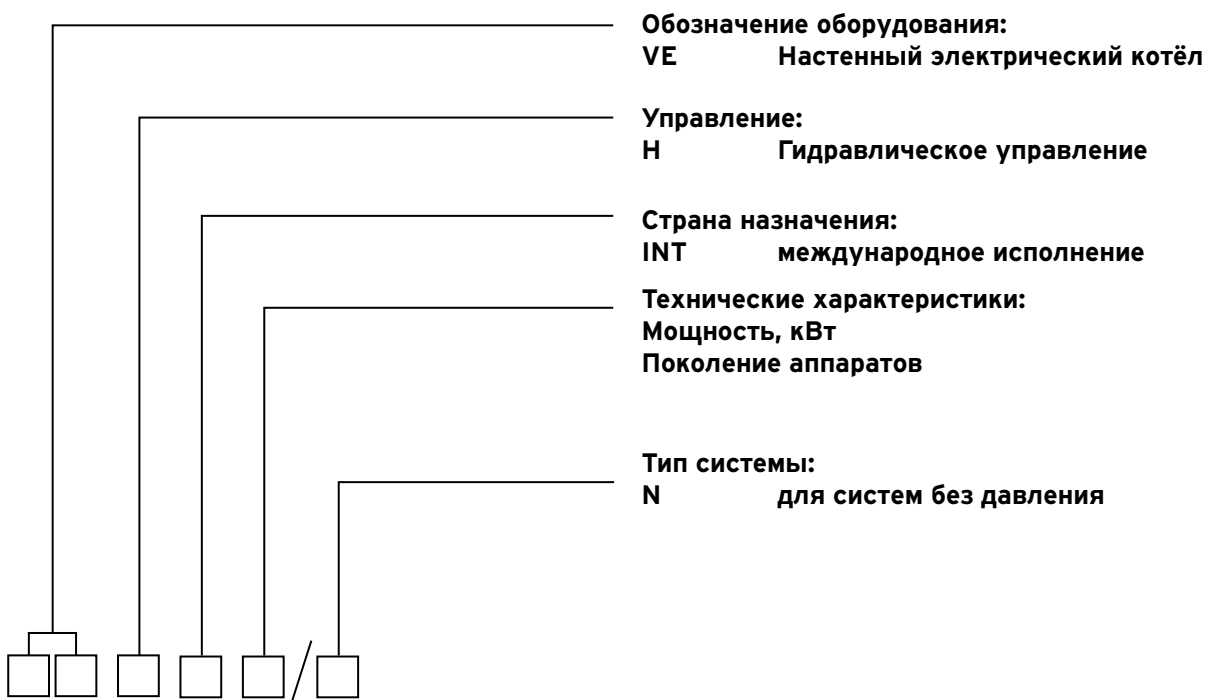 Обозначение оборудования:
VE Настенный электрический котёл
Управление:
H Гидравлическое управление
Страна назначения:
INT международное исполнение
Технические характеристики:
Мощность, кВт
Поколение аппаратов
Тип системы:
N для систем без давления
/